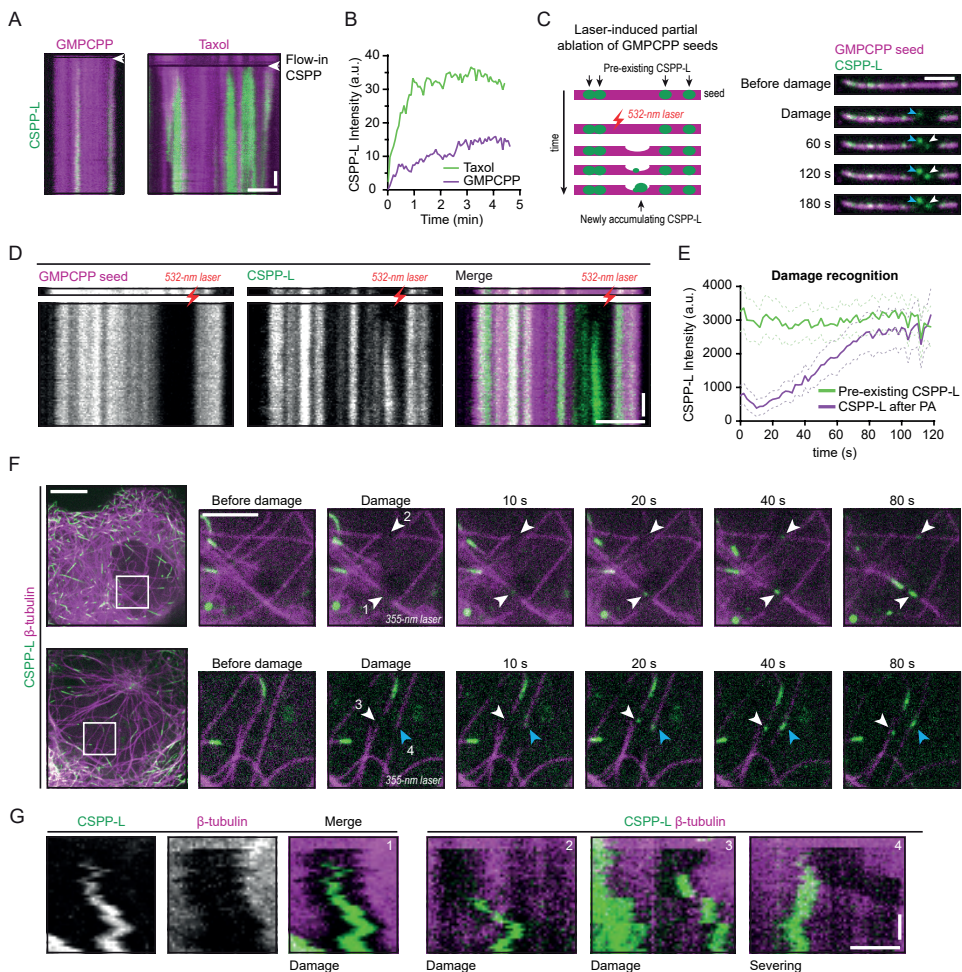 A
GMPCPP
Taxol
Flow-in
CSPP
CSPP-L
B
CSPP-L Intensity (a.u.)
40
30
20
10
0
0 1 2 3 4 5
Time (min)
Taxol
GMPCPP
C
Laser-induced partial
ablation of GMPCPP seeds
Pre-existing CSPP-L
seed
532-nm laser
time
Newly accumulating CSPP-L
GMPCPP seed
CSPP-L
Before damage
Damage
60 s
120 s
180 s
D
GMPCPP seed
532-nm laser
CSPP-L
532-nm laser
Merge
532-nm laser
E
Damage recognition
CSPP-L Intensity (a.u.)
4000
3000
2000
1000
0
0 20 40 60 80 100 120
time (s)
Pre-existing CSPP-L
CSPP-L after PA
F
CSPP-L β-tubulin
Before damage
Damage
10 s
20 s
40 s
80 s
2
1
355-nm laser
Before damage
Damage
10 s
20 s
40 s
80 s
3
4
355-nm laser
G
CSPP-L
β-tubulin
Merge
CSPP-L β-tubulin
1
2
3
4
Damage
Damage
Damage
Severing